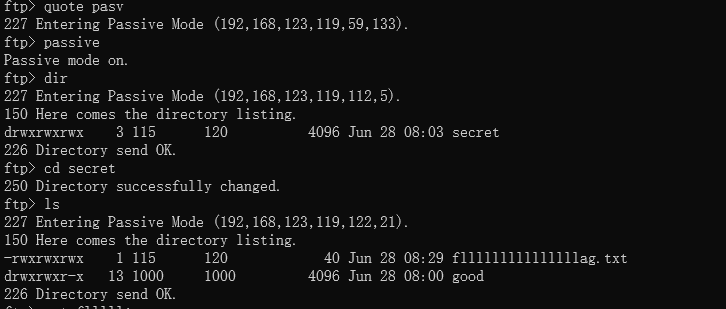 ftp> quote pasv
227 Entering Passive Mode (192,168,123,119,59,133).
ftp> passive
Passive mode on.
ftp> dir
227 Entering Passive Mode (192,168,123,119,112,5).
150 Here comes the directory listing.
drwxrwxrwx    3 115      120          4096 Jun 28 08:03 secret
226 Directory send OK.
ftp> cd secret
250 Directory successfully changed.
ftp> ls
227 Entering Passive Mode (192,168,123,119,122,21).
150 Here comes the directory listing.
-rwxrwxrwx    1 115      120            40 Jun 28 08:29 flllllllllllllllag.txt
drwxrwxr-x   13 1000     1000         4096 Jun 28 08:00 good
226 Directory send OK.